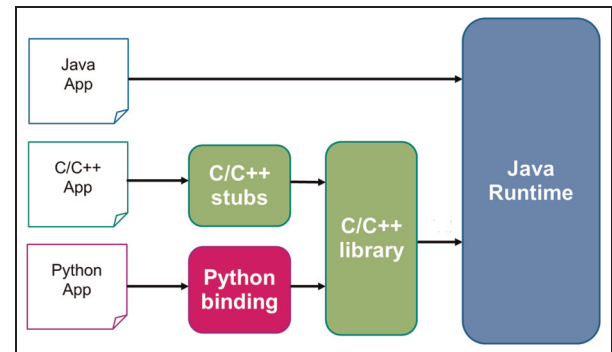 Java
App
C/C++
App
C/C++
stubs
Python
App
Python
binding
C/C++
library
Java
Runtime